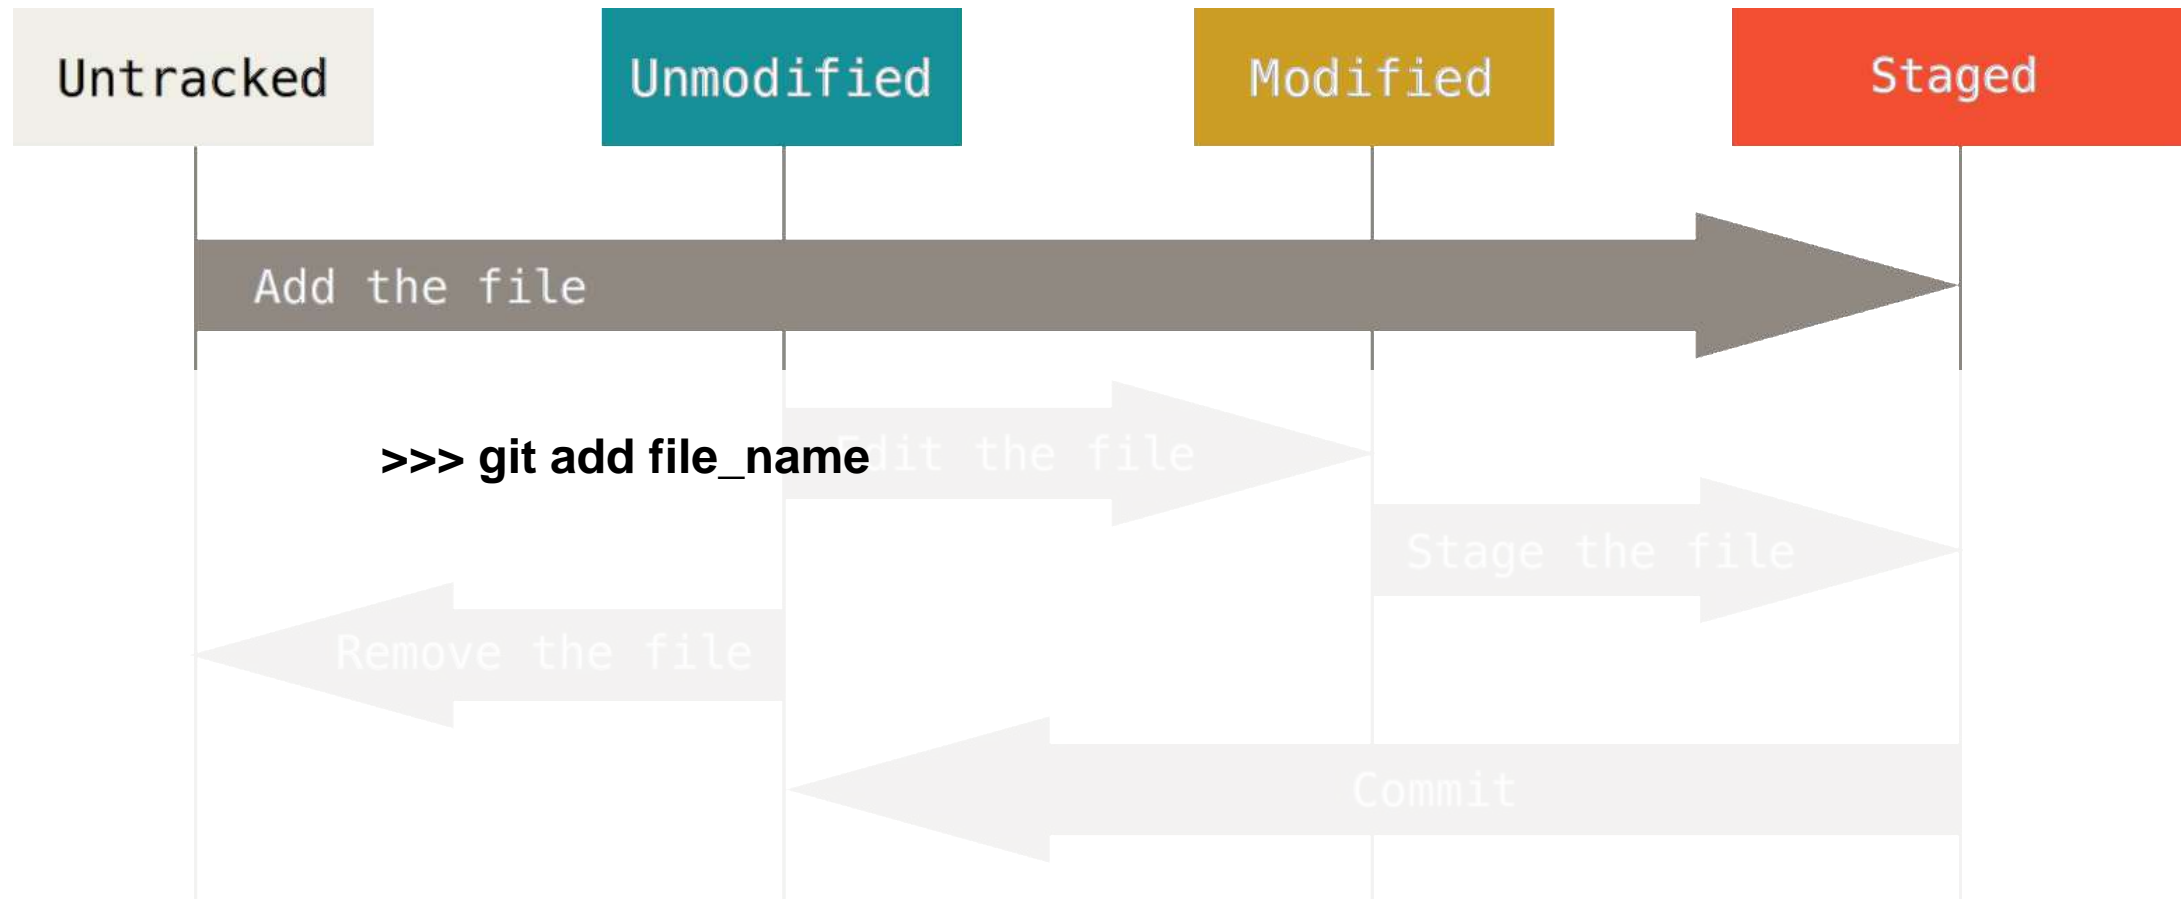 Untracked
Unmodified
Modified
Staged
Add the file
>>> git add file_name
Edit the file
Stage the file
Remove the file
Commit